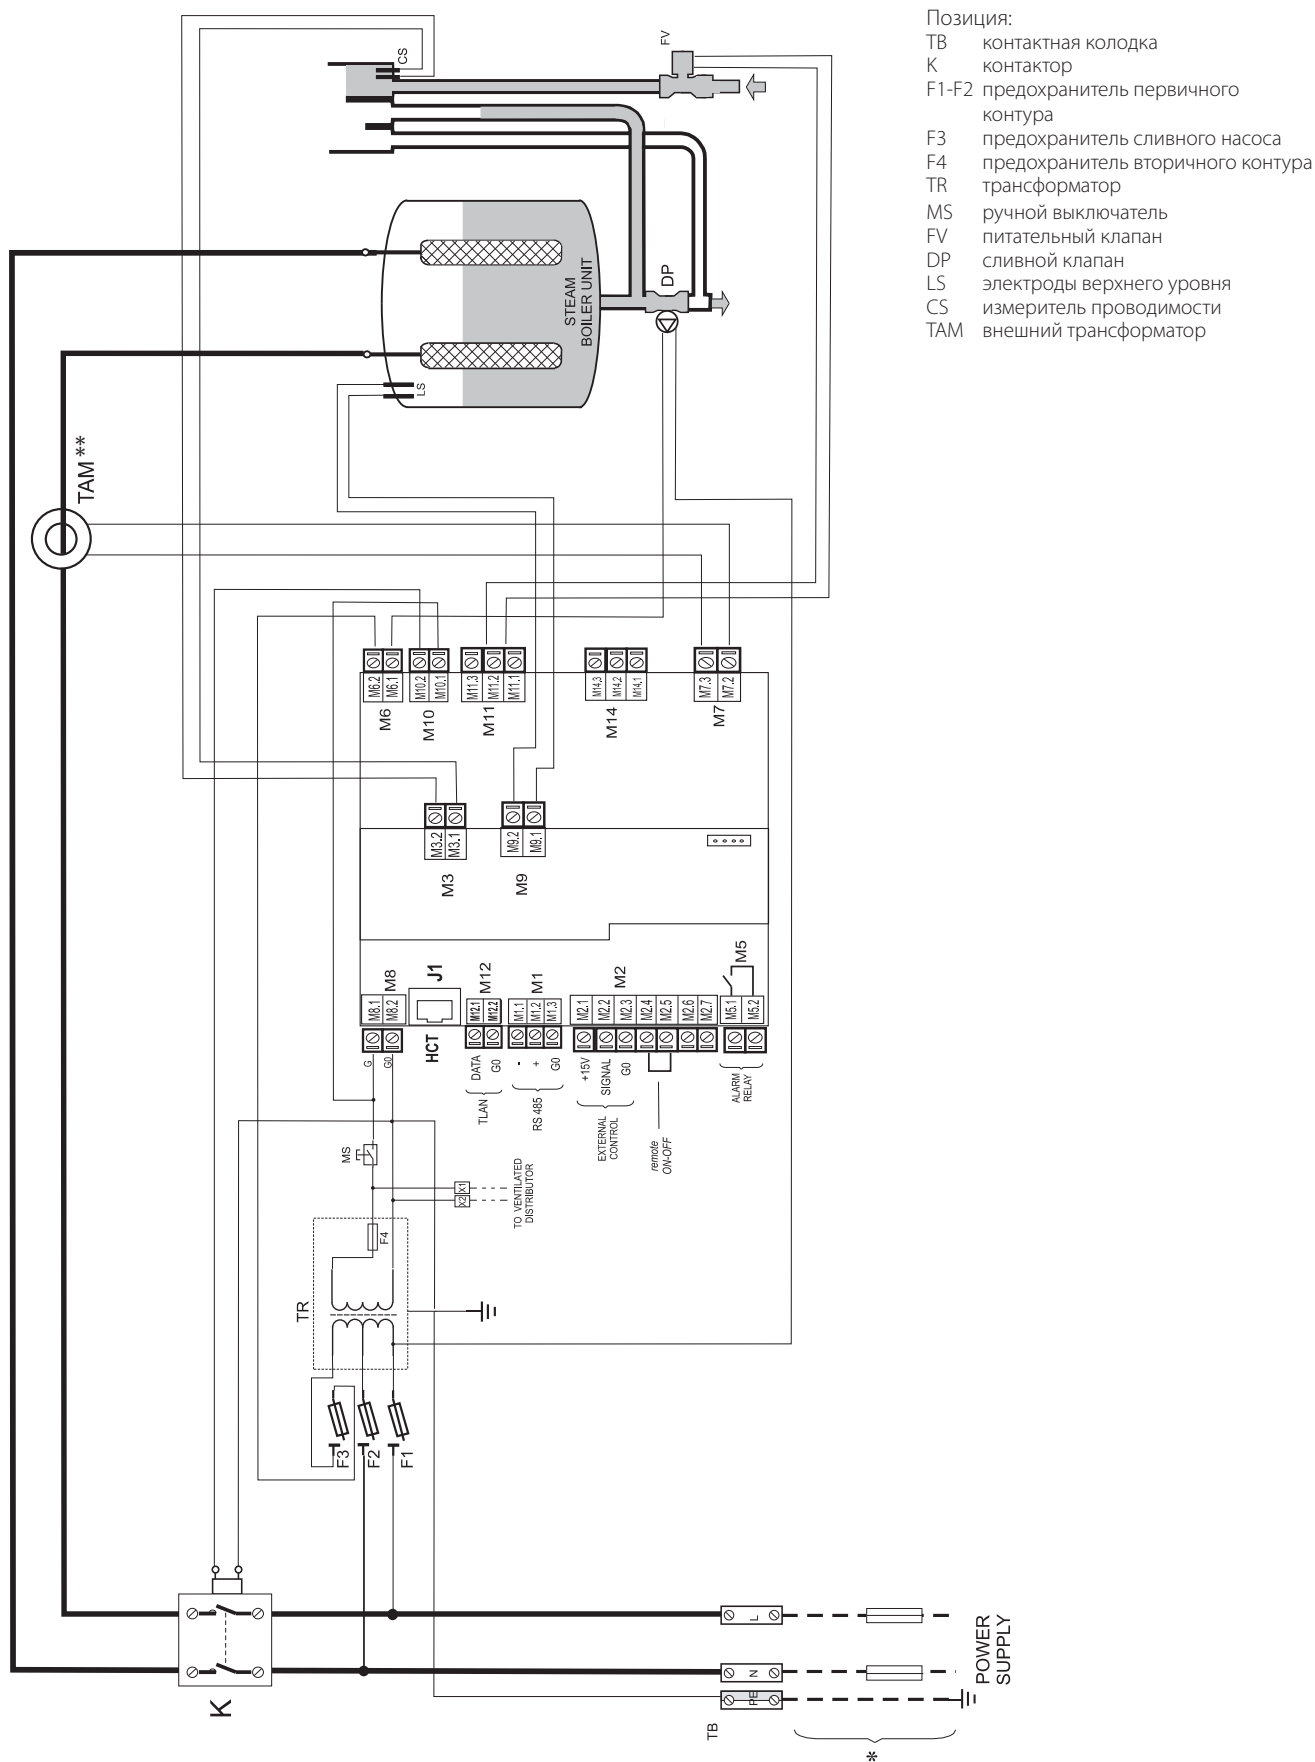 Позиция:
TB контактная колодка
K контактор
F1-F2 предохранитель первичного
контура
F3 предохранитель сливного насоса
F4 предохранитель вторичного контура
TR трансформатор
MS ручной выключатель
FV питательный клапан
DP сливной клапан
LS электроды верхнего уровня
CS измеритель проводимости
TAM внешний трансформатор
CS
FV
STEAM
BOILER UNIT
DP
LS
TAM **
M6.2
M6.1
M10.2
M10.1
M11.3
M11.2
M11.1
M14.3
M14.2
M14.1
M7.3
M7.2
M6
M10
M11
M14
M7
M3.2
M3.1
M9.2
M9.1
M3
M9
M8
J1
M12
M1
M2
M5
M8.1
M8.2
M12.1
M12.2
M1.1
M1.2
M1.3
M2.1
M2.2
M2.3
M2.4
M2.5
M2.6
M2.7
M5.1
M5.2
HCT
G
G0
DATA
G0
TLAN
-
+
G0
RS 485
+15V
SIGNAL
G0
EXTERNAL
CONTROL
remote
ON-OFF
ALARM
RELAY
MS
X1
X2
TO VENTILATED
DISTRIBUTOR
F4
TR
F3
F2
F1
K
L
N
PE
TB
POWER
SUPPLY
*